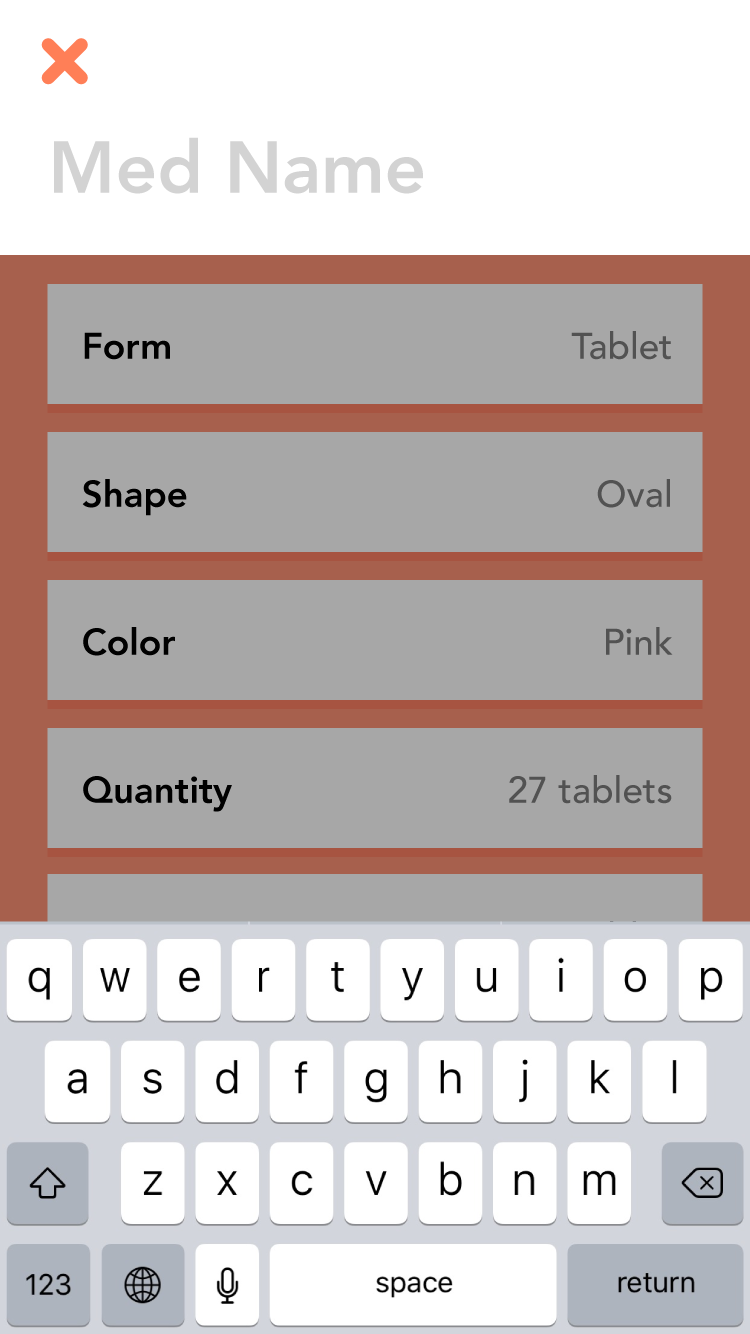 Med Name
Form Tablet
Shape Oval
Color Pink
Quantity 27 tablets
q w e r t y u i o p
a s d f g h j k l
z x c v b n m
123 space return